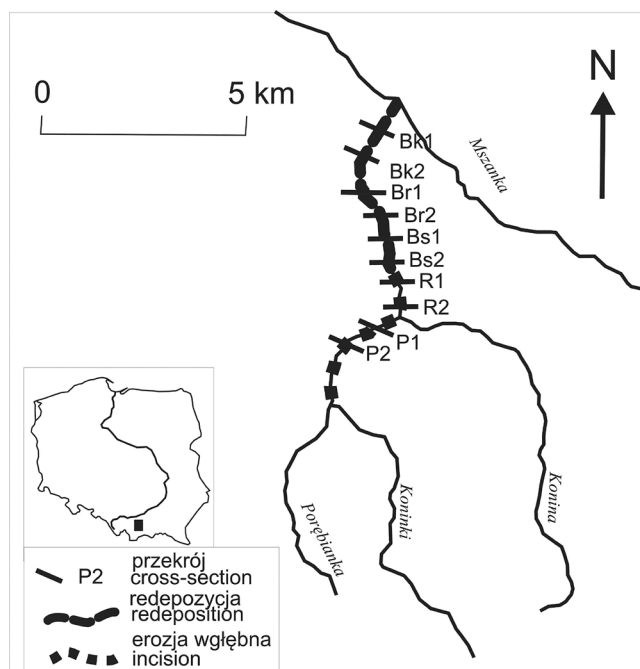 0
5 km
N
Mszanka
Bk1
Bk2
Br1
Br2
Bs1
Bs2
R1
R2
P1
P2
Porębianka
Koninki
Konina
P2
przekrój
cross-section
redepozycja
redeposition
erozja wgłębna
incision